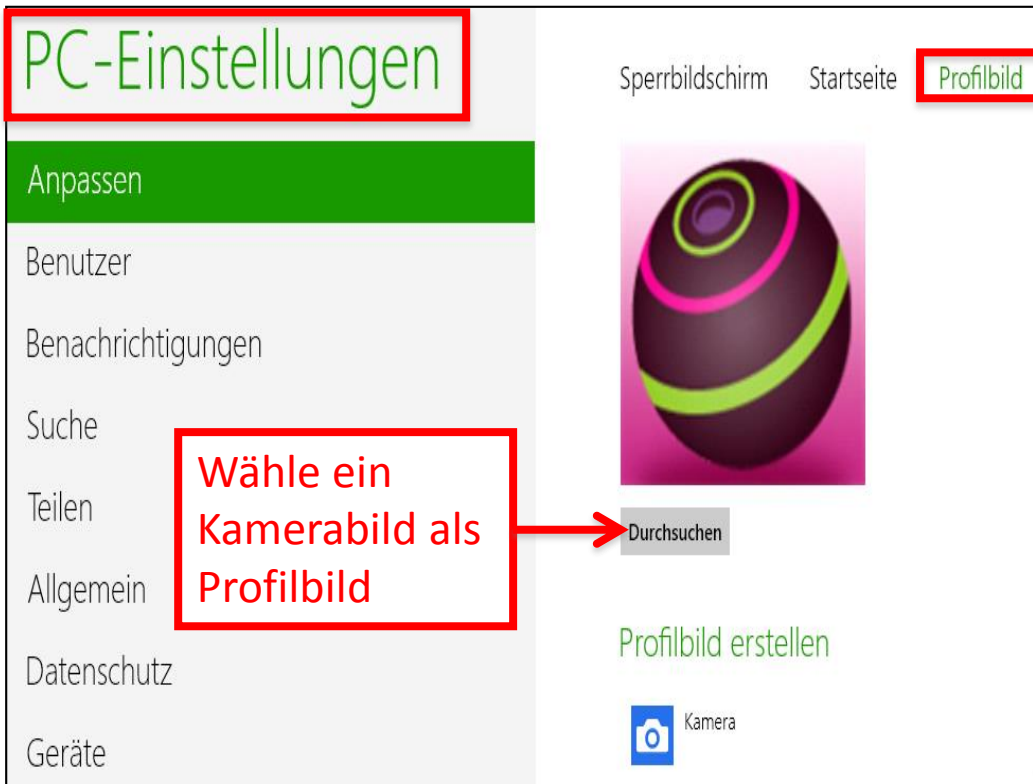 PC-Einstellungen
Anpassen
Benutzer
Benachrichtigungen
Suche
Teilen
Allgemein
Datenschutz
Geräte
Wähle ein
Kamerabild als
Profilbild
Sperrbildschirm Startseite Profilbild
Durchsuchen
Profilbild erstellen
Kamera